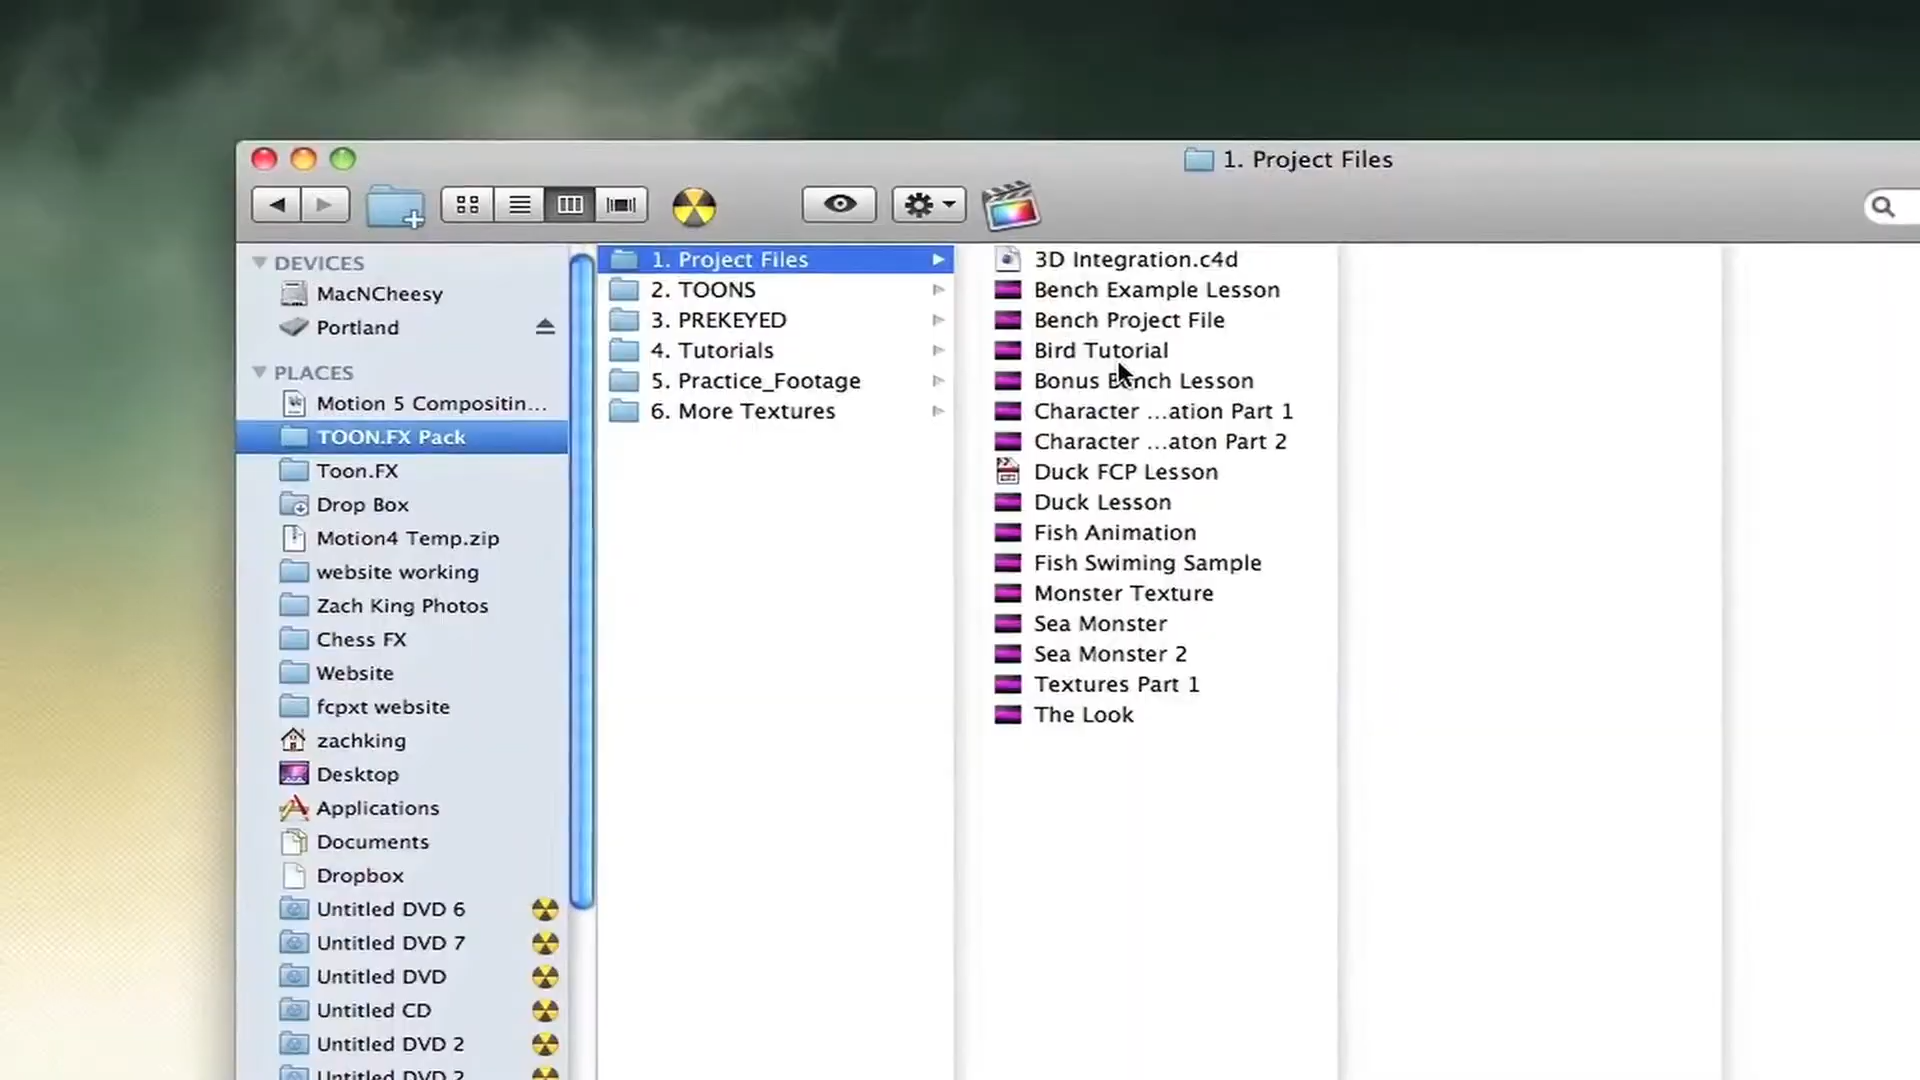 1. Project Files
DEVICES
MacNCheesy
Portland
PLACES
Motion 5 Compositin...
TOON.FX Pack
Toon.FX
Drop Box
Motion4 Temp.zip
website working
Zach King Photos
Chess FX
Website
fcpxt website
zachking
Desktop
Applications
Documents
Dropbox
Untitled DVD 6
Untitled DVD 7
Untitled DVD
Untitled CD
Untitled DVD 2
Untitled DVD 2
1. Project Files
2. TOONS
3. PREKEYED
4. Tutorials
5. Practice_Footage
6. More Textures
3D Integration.c4d
Bench Example Lesson
Bench Project File
Bird Tutorial
Bonus Bench Lesson
Character ...ation Part 1
Character ...aton Part 2
Duck FCP Lesson
Duck Lesson
Fish Animation
Fish Swiming Sample
Monster Texture
Sea Monster
Sea Monster 2
Textures Part 1
The Look